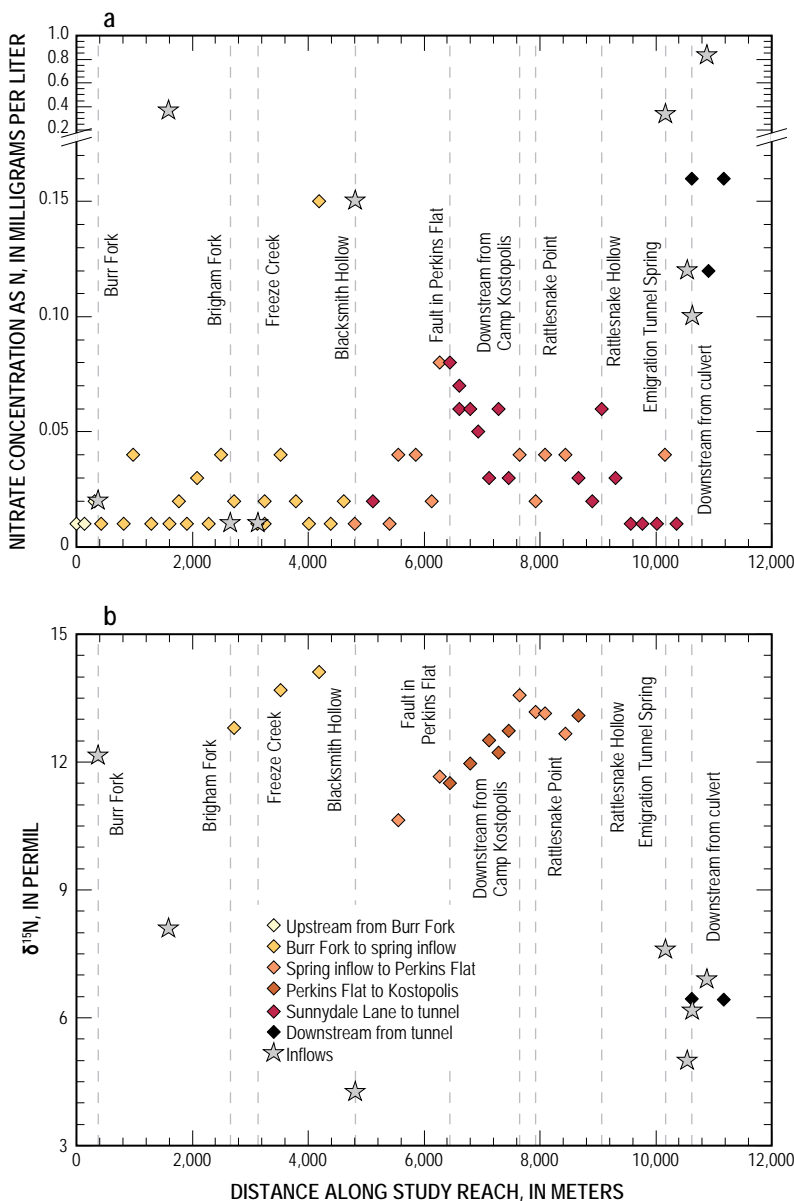 a
NITRATE CONCENTRATION AS N, IN MILLIGRAMS PER LITER
1.0
0.8
0.6
0.4
0.2
0.15
0.10
0.05
0
Burr Fork
Brigham Fork
Freeze Creek
Blacksmith Hollow
Fault in Perkins Flat
Downstream from
Camp Kostopolis
Rattlesnake Point
Rattlesnake Hollow
Emigration Tunnel Spring
Downstream from culvert
0
2,000
4,000
6,000
8,000
10,000
12,000
b
δ15N, IN PERMIL
15
12
9
6
3
Burr Fork
Brigham Fork
Freeze Creek
Blacksmith Hollow
Fault in
Perkins Flat
Downstream from
Camp Kostopolis
Rattlesnake Point
Rattlesnake Hollow
Emigration Tunnel Spring
Downstream from culvert
Upstream from Burr Fork
Burr Fork to spring inflow
Spring inflow to Perkins Flat
Perkins Flat to Kostopolis
Sunnydale Lane to tunnel
Downstream from tunnel
Inflows
0
2,000
4,000
6,000
8,000
10,000
12,000
DISTANCE ALONG STUDY REACH, IN METERS